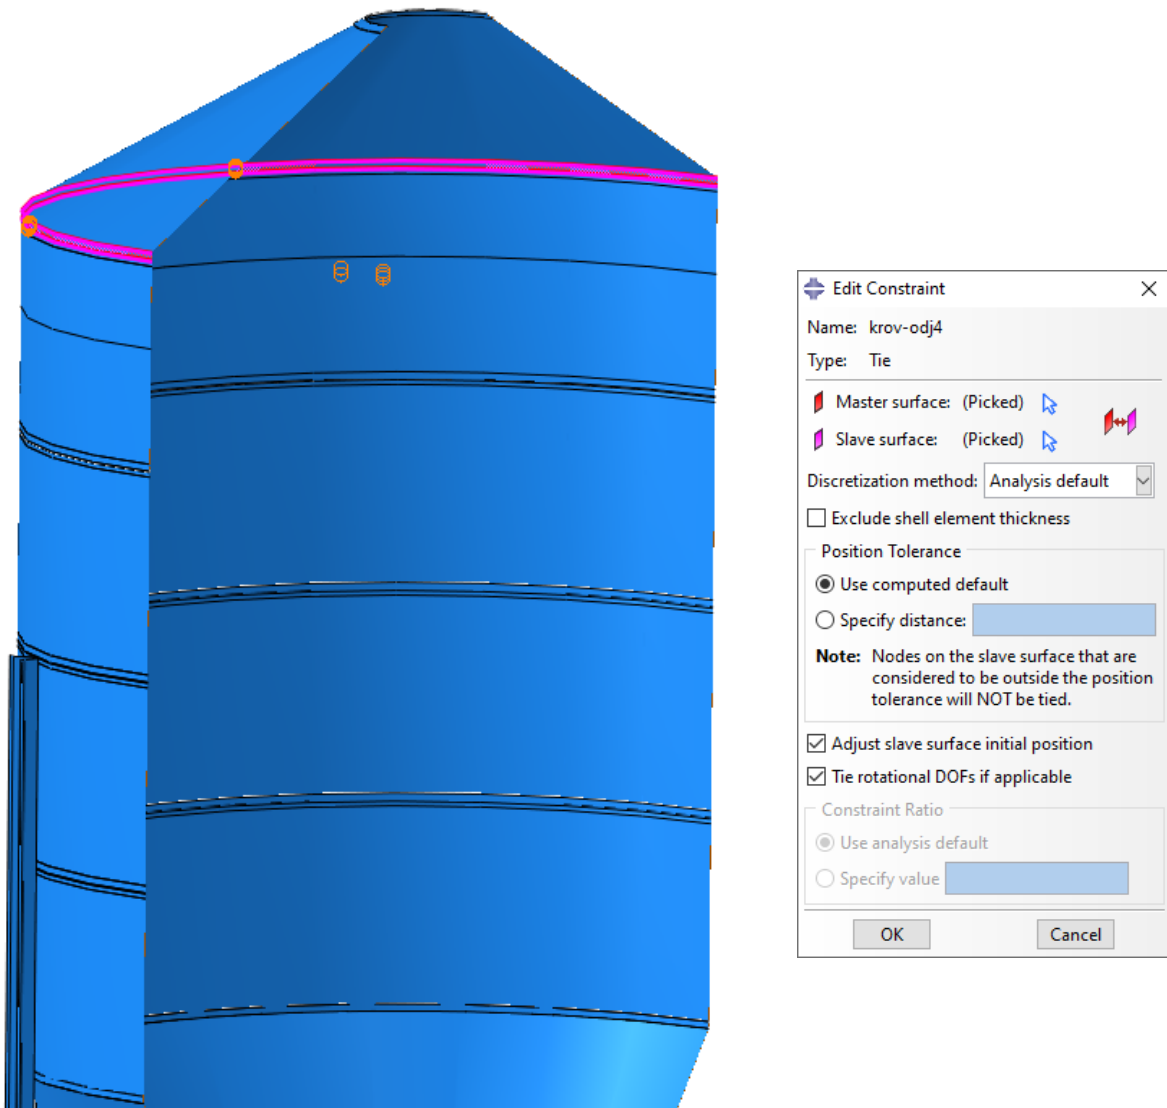 Edit Constraint
Name: krov-odj4
Type: Tie
Master surface: (Picked)
Slave surface: (Picked)
Discretization method: Analysis default
Exclude shell element thickness
Position Tolerance
Use computed default
Specify distance:
Note: Nodes on the slave surface that are
considered to be outside the position
tolerance will NOT be tied.
Adjust slave surface initial position
Tie rotational DOFs if applicable
Constraint Ratio
Use analysis default
Specify value
OK Cancel